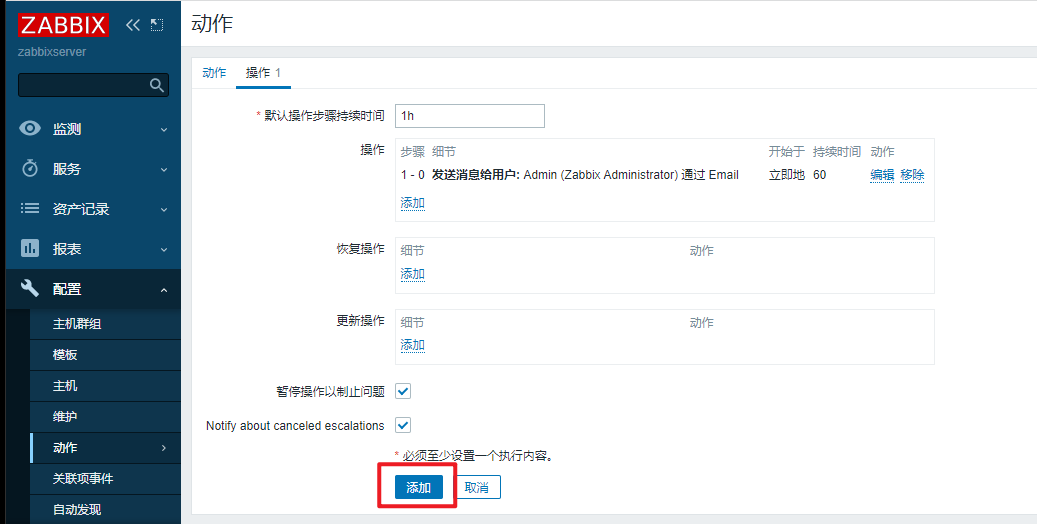 ZABBIX
zabbixserver
监测
服务
资产记录
报表
配置
主机群组
模板
主机
维护
动作
关联项事件
自动发现
动作
动作 操作 1
* 默认操作步骤持续时间 1h
操作 步骤 细节 开始于 持续时间 动作
1 - 0 发送消息给用户: Admin (Zabbix Administrator) 通过 Email 立即地 60 编辑 移除
添加
恢复操作 细节 动作
添加
更新操作 细节 动作
添加
暂停操作以制止问题
Notify about canceled escalations
* 必须至少设置一个执行内容。
添加 取消